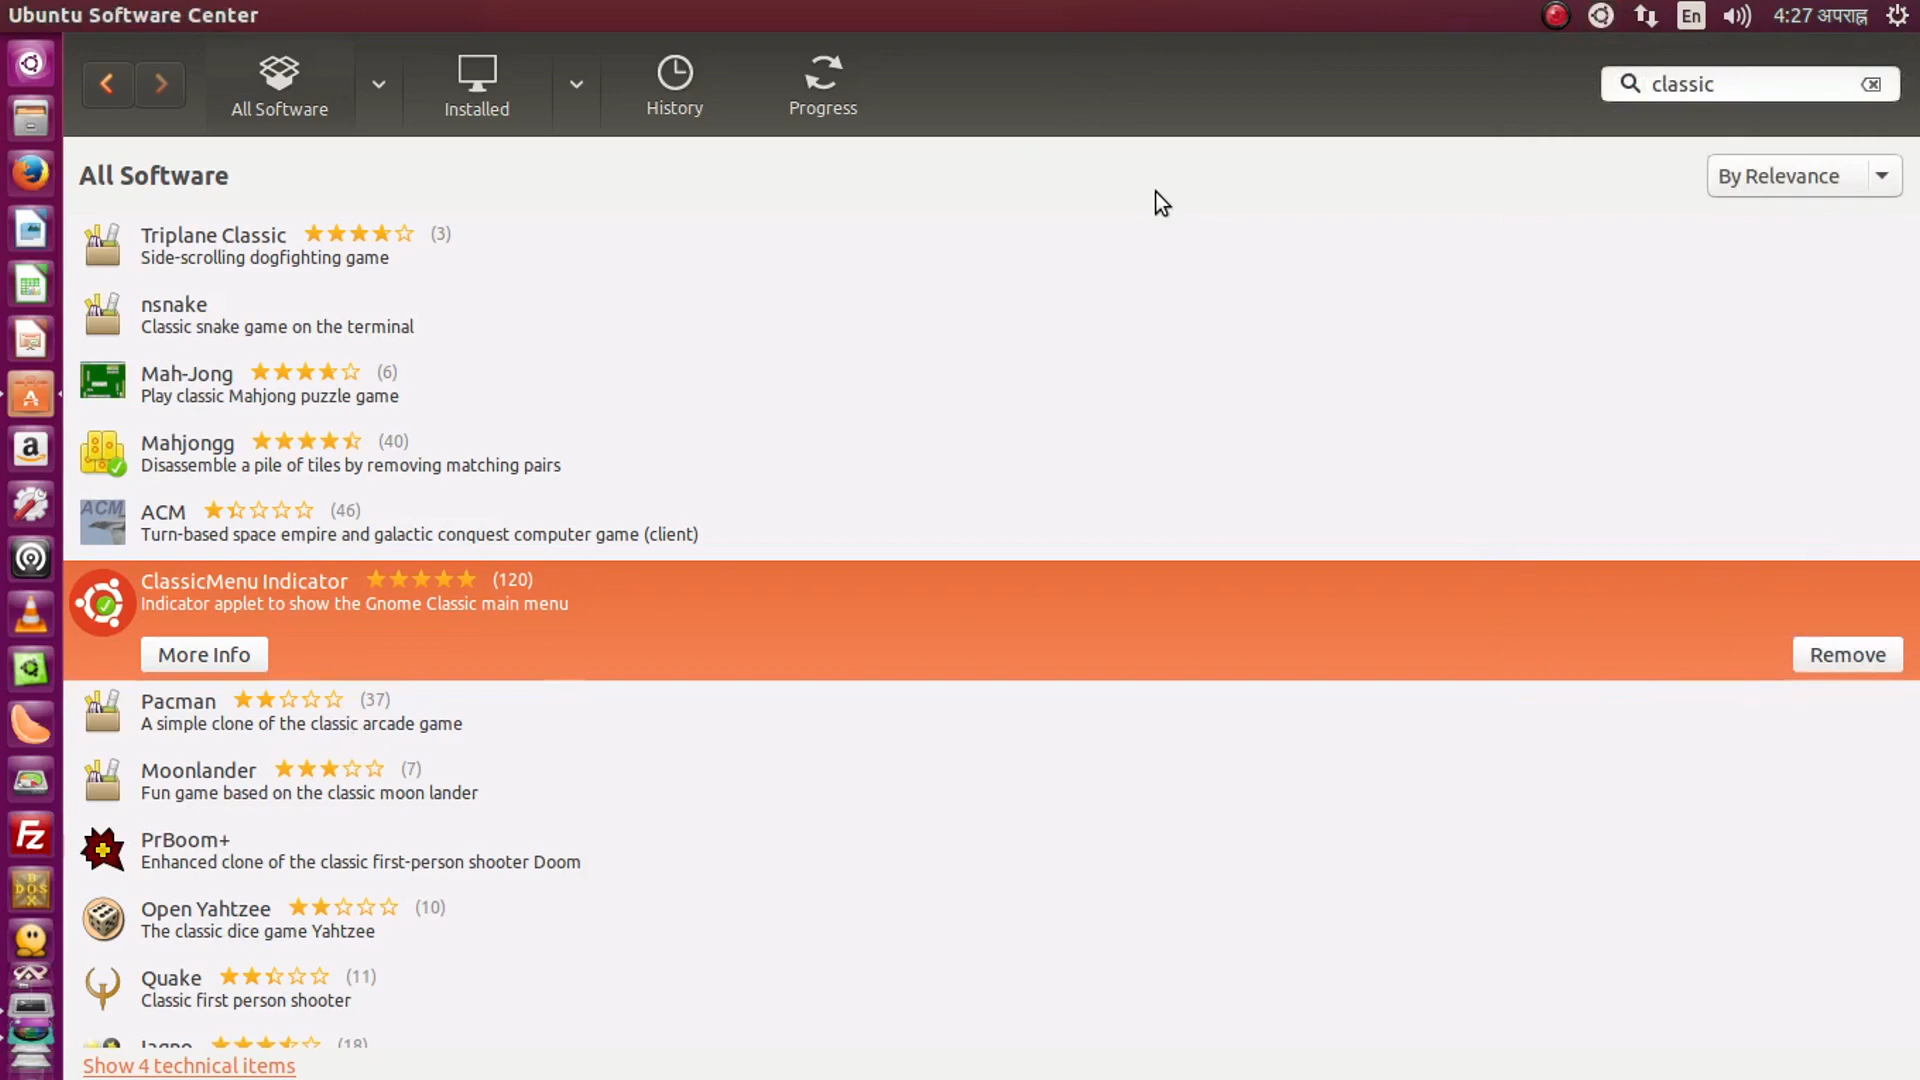 Ubuntu Software Center
En
4:27 अपराह्न
All Software
Installed
History
Progress
classic
All Software
By Relevance
Triplane Classic (3)
Side-scrolling dogfighting game
nsnake
Classic snake game on the terminal
Mah-Jong (6)
Play classic Mahjong puzzle game
Mahjongg (40)
Disassemble a pile of tiles by removing matching pairs
ACM
ACM (46)
Turn-based space empire and galactic conquest computer game (client)
ClassicMenu Indicator (120)
Indicator applet to show the Gnome Classic main menu
More Info
Remove
Pacman (37)
A simple clone of the classic arcade game
Moonlander (7)
Fun game based on the classic moon lander
PrBoom+
Enhanced clone of the classic first-person shooter Doom
Open Yahtzee (10)
The classic dice game Yahtzee
Quake (11)
Classic first person shooter
(18)
Show 4 technical items